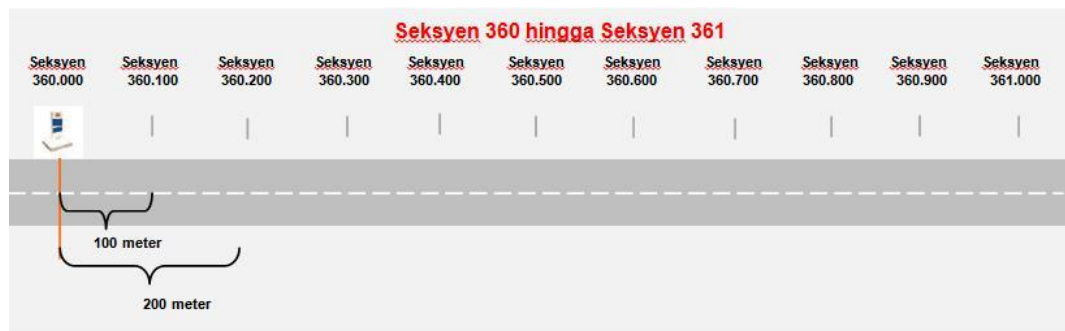 Seksyen 360 hingga Seksyen 361
Seksyen Seksyen Seksyen Seksyen Seksyen Seksyen Seksyen Seksyen Seksyen Seksyen Seksyen
360.000 360.100 360.200 360.300 360.400 360.500 360.600 360.700 360.800 360.900 361.000
100 meter
200 meter